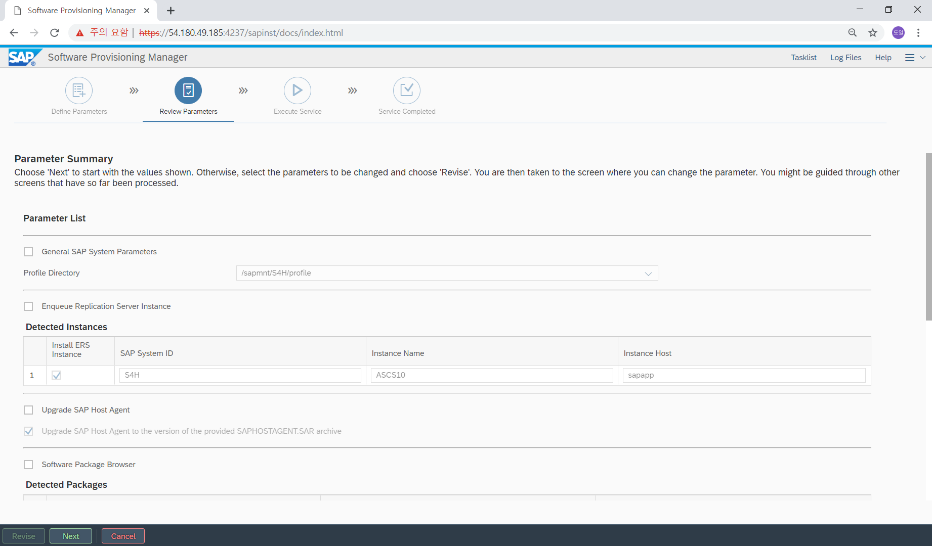 Software Provisioning Manager
주의 요함 | https://54.180.49.185:4237/sapinst/docs/index.html
SAP Software Provisioning Manager Tasklist Log Files Help
Define Parameters Review Parameters Execute Service Service Completed
Parameter Summary
Choose 'Next' to start with the values shown. Otherwise, select the parameters to be changed and choose 'Revise'. You are then taken to the screen where you can change the parameter. You might be guided through other
screens that have so far been processed.
Parameter List
General SAP System Parameters
Profile Directory /sapmnt/S4H/profile
Enqueue Replication Server Instance
Detected Instances
Install ERS
Instance SAP System ID Instance Name Instance Host
1 S4H ASCS10 sapapp
Upgrade SAP Host Agent
Upgrade SAP Host Agent to the version of the provided SAPHOSTAGENT.SAR archive
Software Package Browser
Detected Packages
Revise Next Cancel